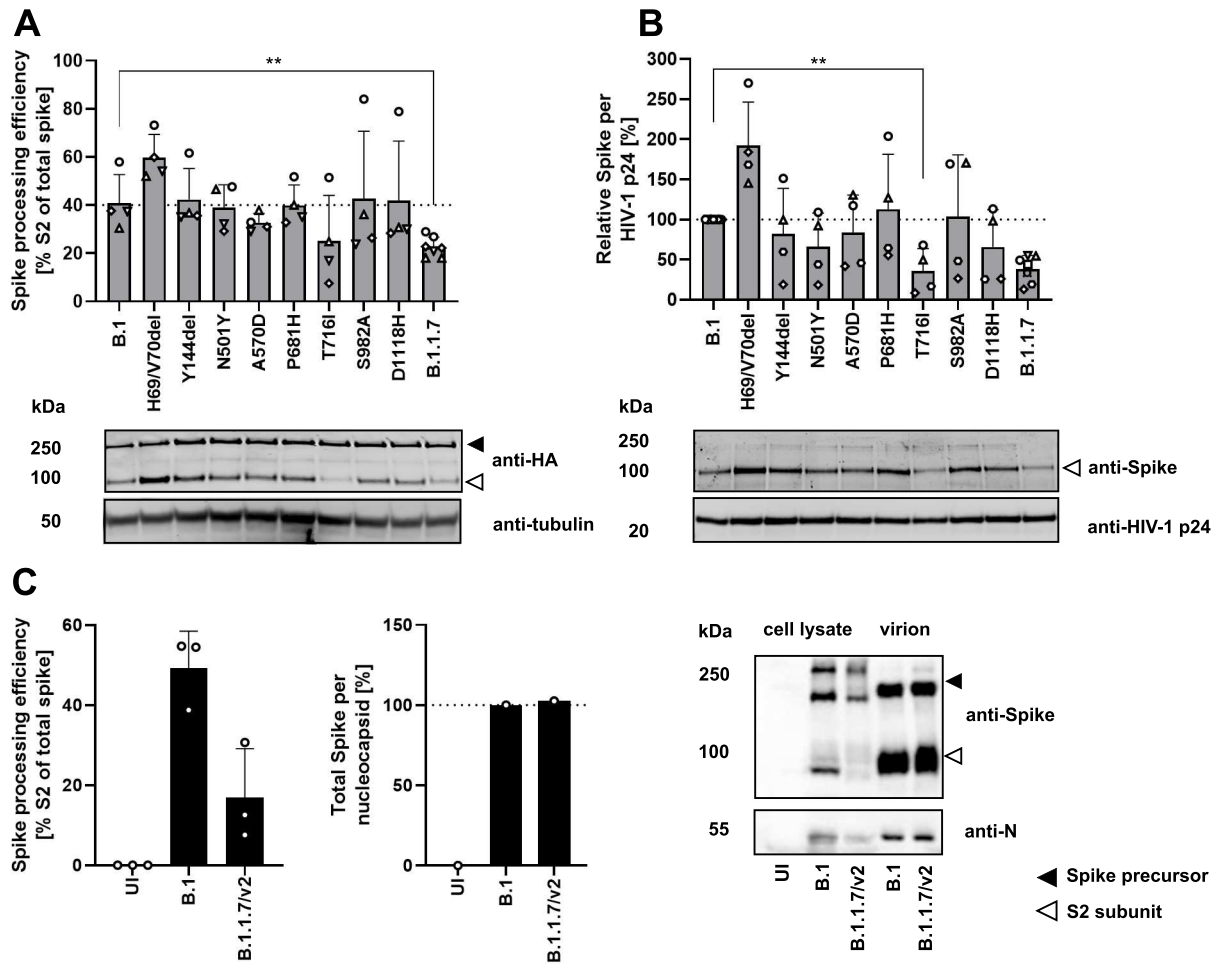 A
Spike processing efficiency
[% S2 of total spike]
100
80
60
40
20
0
**
B.1
H69/V70del
Y144del
N501Y
A570D
P681H
T716I
S982A
D1118H
B.1.1.7
kDa
250
100
50
anti-HA
anti-tubulin
B
Relative Spike per
HIV-1 p24 [%]
300
250
200
150
100
50
0
**
B.1
H69/V70del
Y144del
N501Y
A570D
P681H
T716I
S982A
D1118H
B.1.1.7
kDa
250
100
20
anti-Spike
anti-HIV-1 p24
C
Spike processing efficiency
[% S2 of total spike]
60
40
20
0
UI
B.1
B.1.1.7/v2
Total Spike per
nucleocapsid [%]
150
100
50
0
UI
B.1
B.1.1.7/v2
kDa
cell lysate virion
250
100
55
anti-Spike
anti-N
UI
B.1
B.1.1.7/v2
B.1
B.1.1.7/v2
Spike precursor
S2 subunit